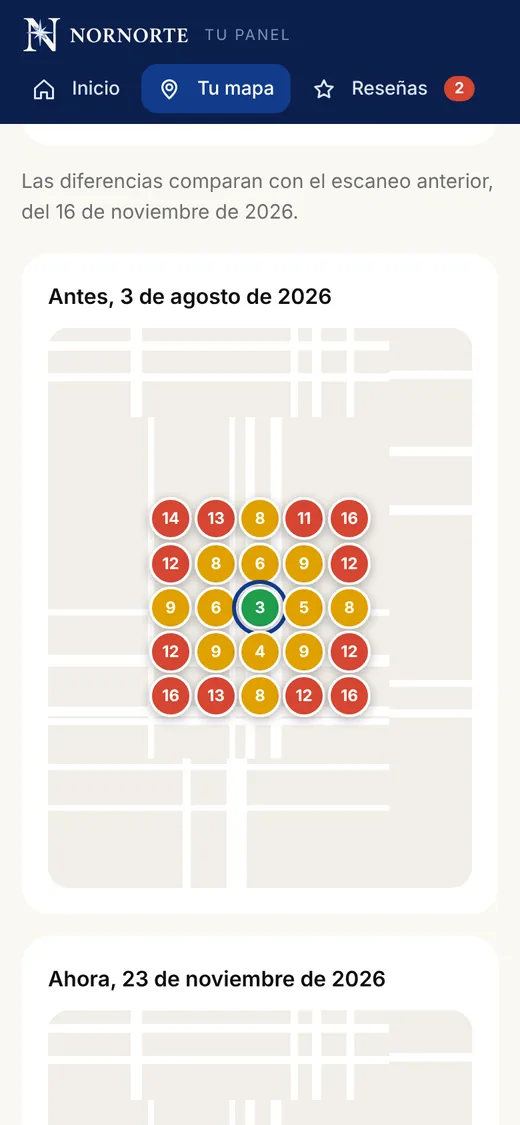 NORNORTE TU PANEL
Inicio Tu mapa Reseñas 2
Las diferencias comparan con el escaneo anterior,
del 16 de noviembre de 2026.
Antes, 3 de agosto de 2026
14 13 8 11 16
12 8 6 9 12
9 6 3 5 8
12 9 4 9 12
16 13 8 12 16
Ahora, 23 de noviembre de 2026